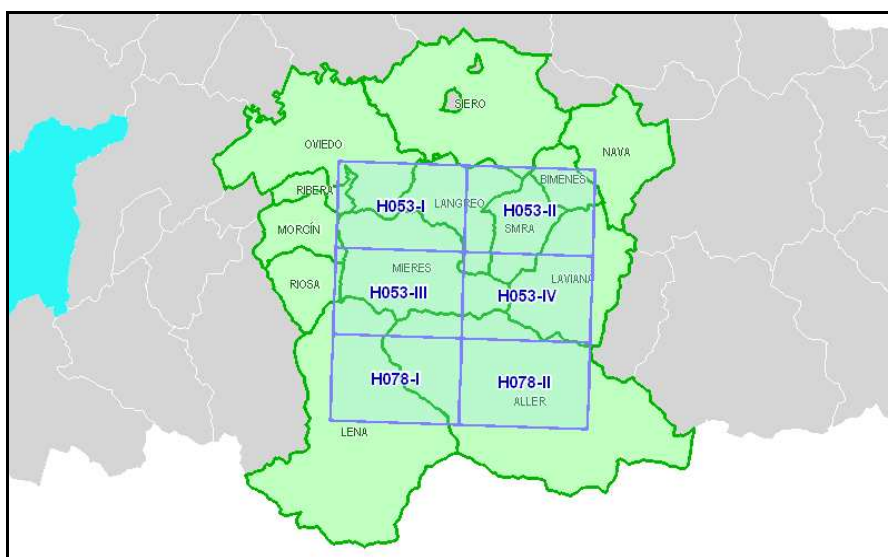 SIERO
OVIEDO
NAVA
BIMENES
RIBERA
LANGREO
H053-I
H053-II
MORCÍN
SMRA
MIERES
LAVIANA
RIOSA
H053-III
H053-IV
H078-I
H078-II
ALLER
LENA